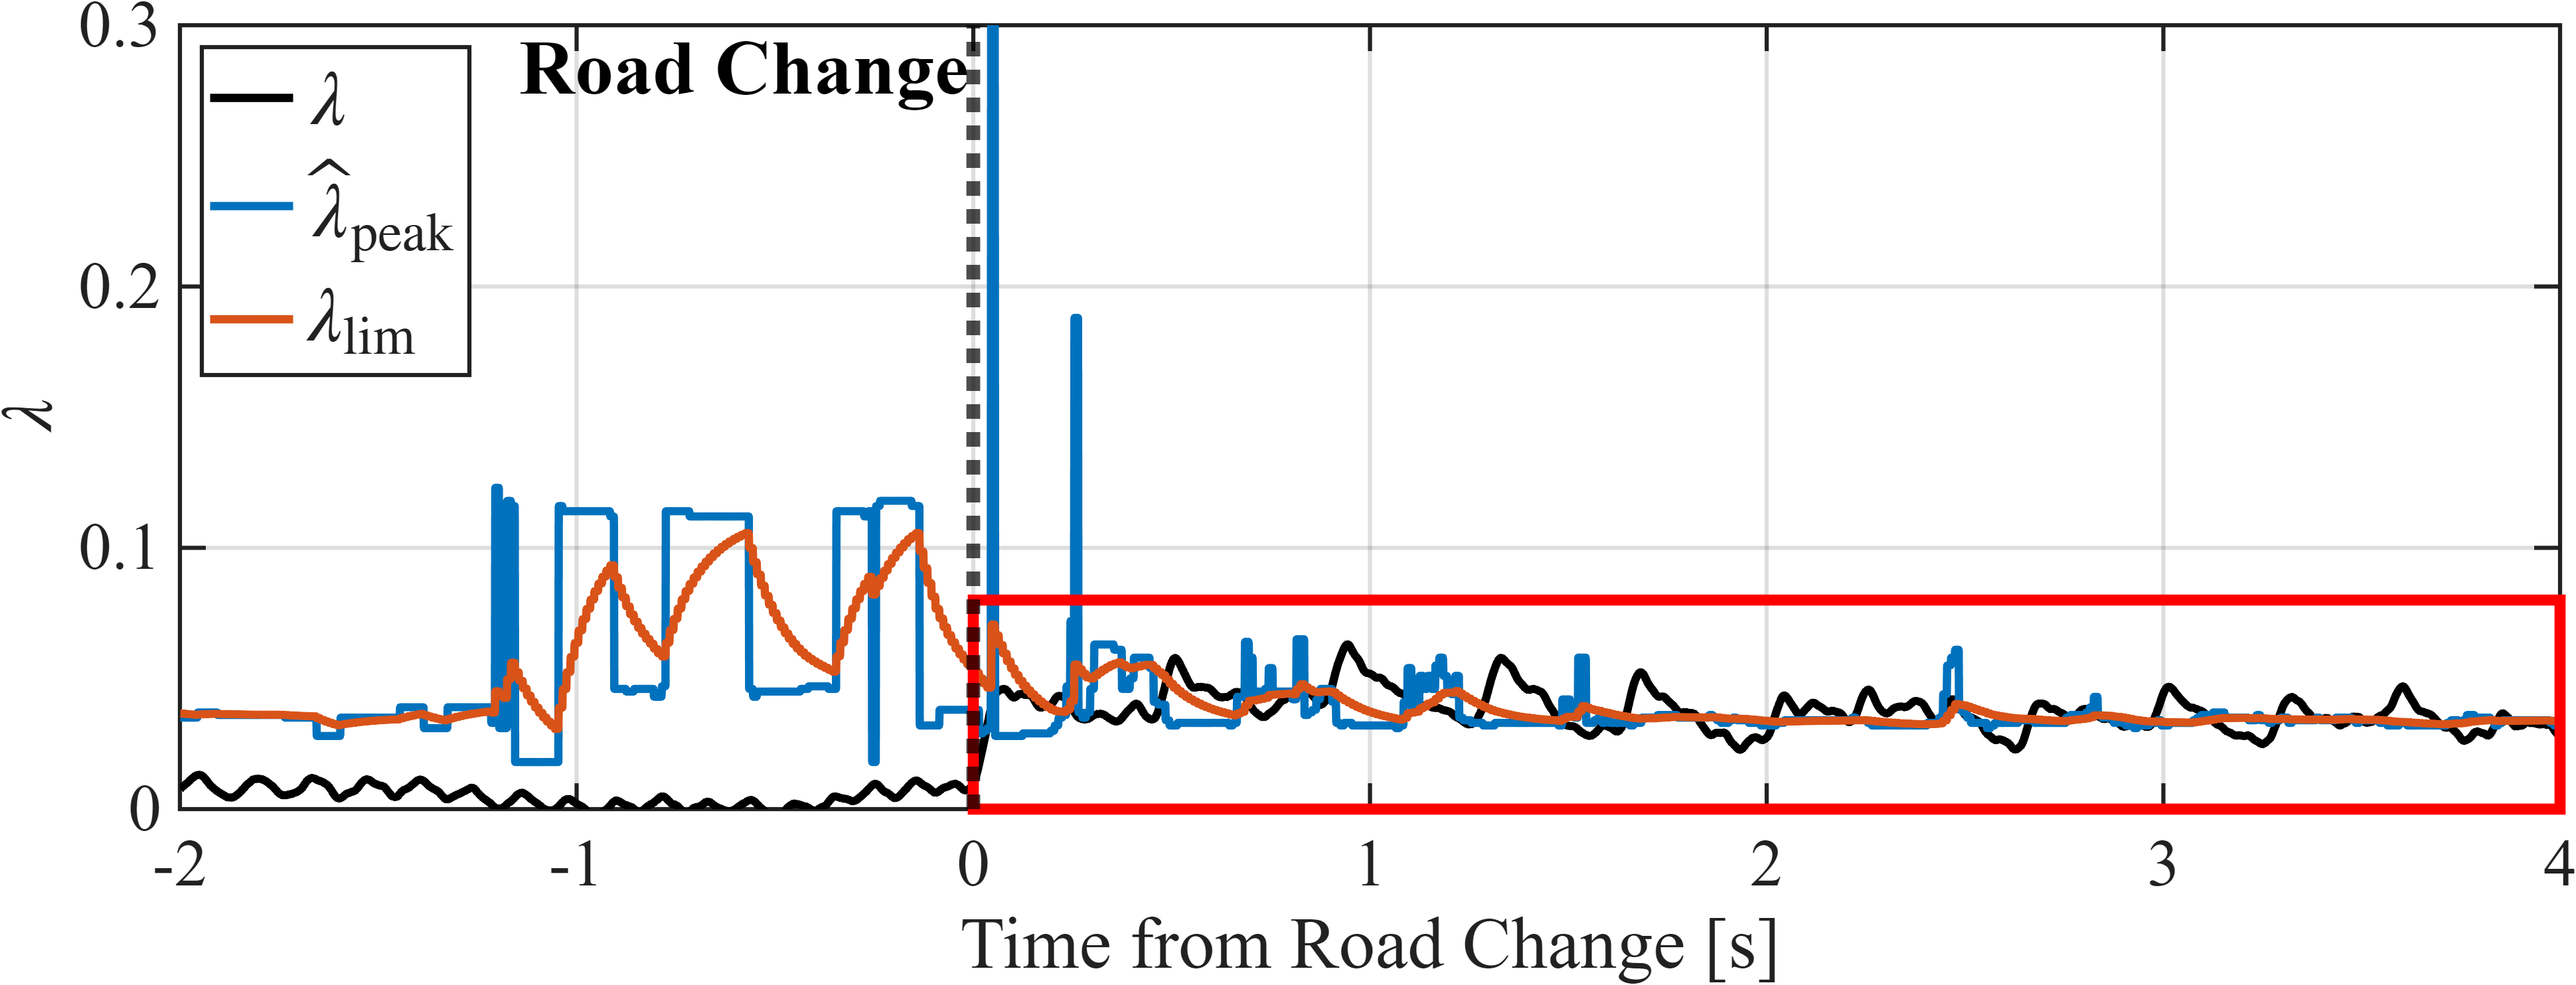 0.3
0.2
0.1
0
λ
Road Change
λ
λ̂peak
λlim
-2
-1
0
1
2
3
4
Time from Road Change [s]